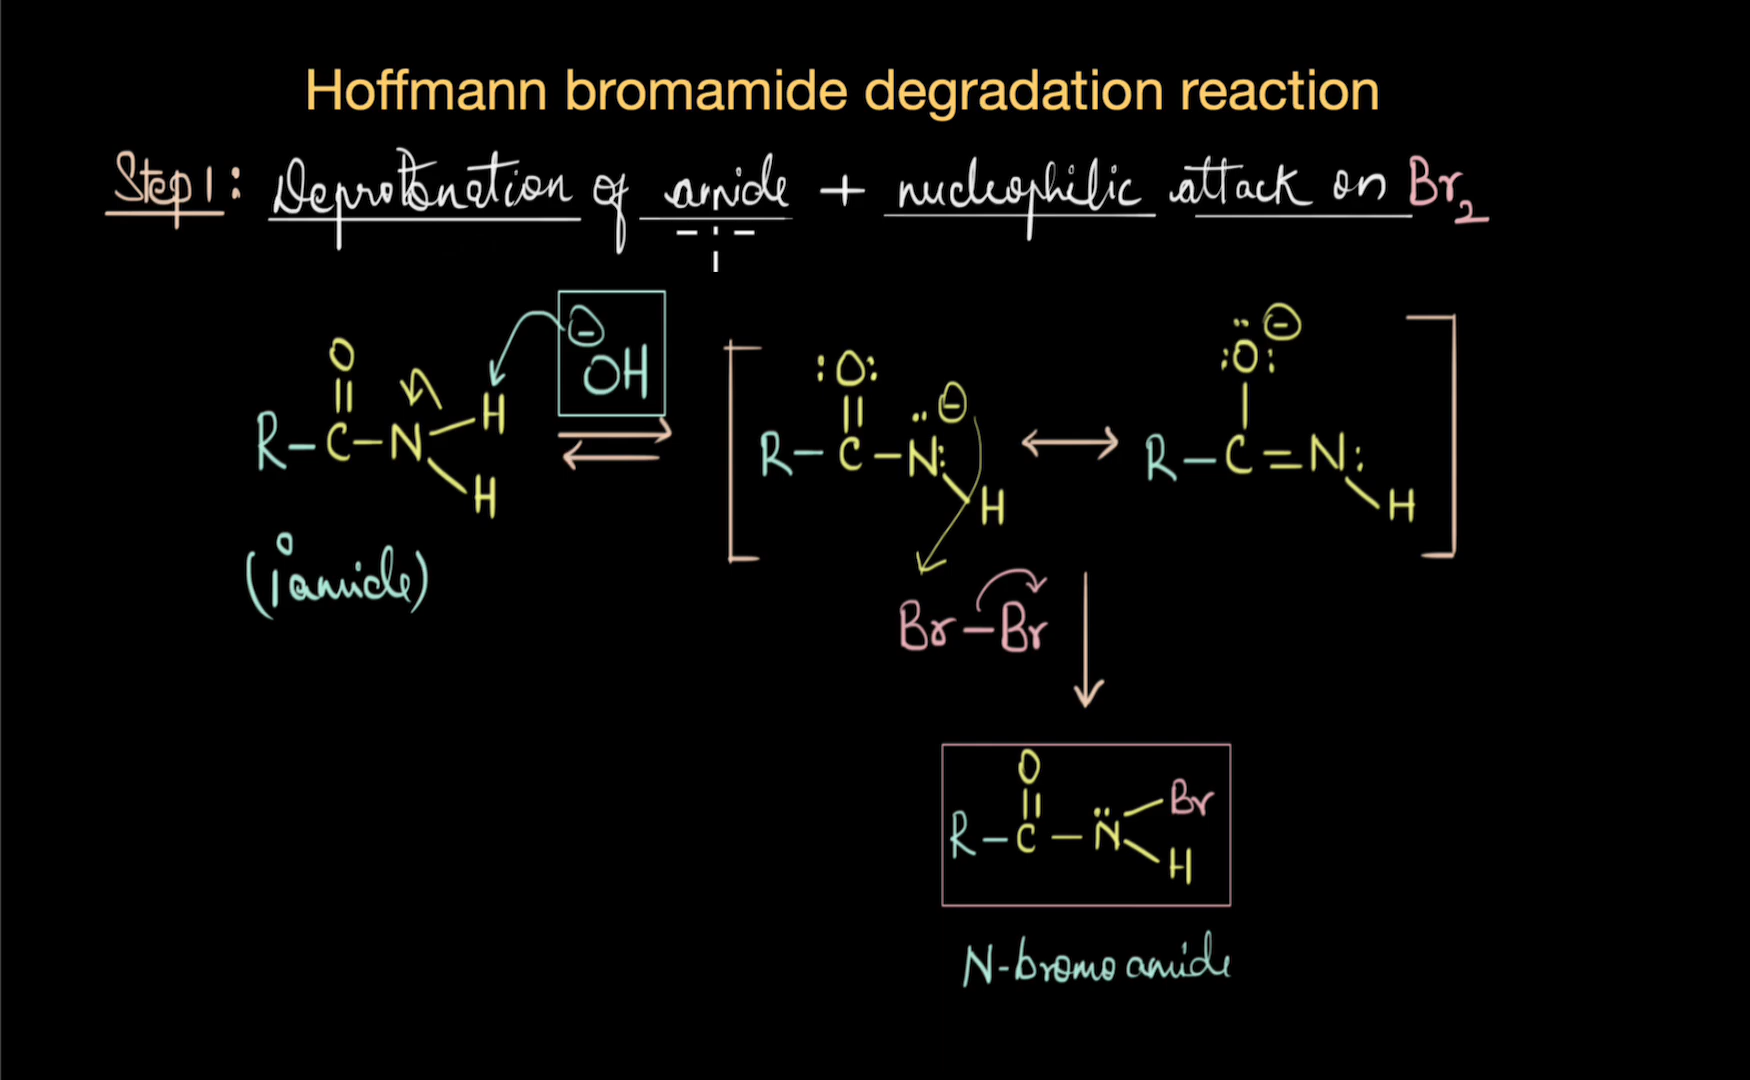 Hoffmann bromamide degradation reaction
Step 1: Deprotonation of amide + nucleophilic attack on Br2
⊖
OH
O
||
R–C–N
H
H
(1° amide)
:O:
||
R–C–N:
⊖
H
:O:
⊖
|
R–C=N:
H
Br–Br
O
||
R–C–N
Br
H
N-bromo amide